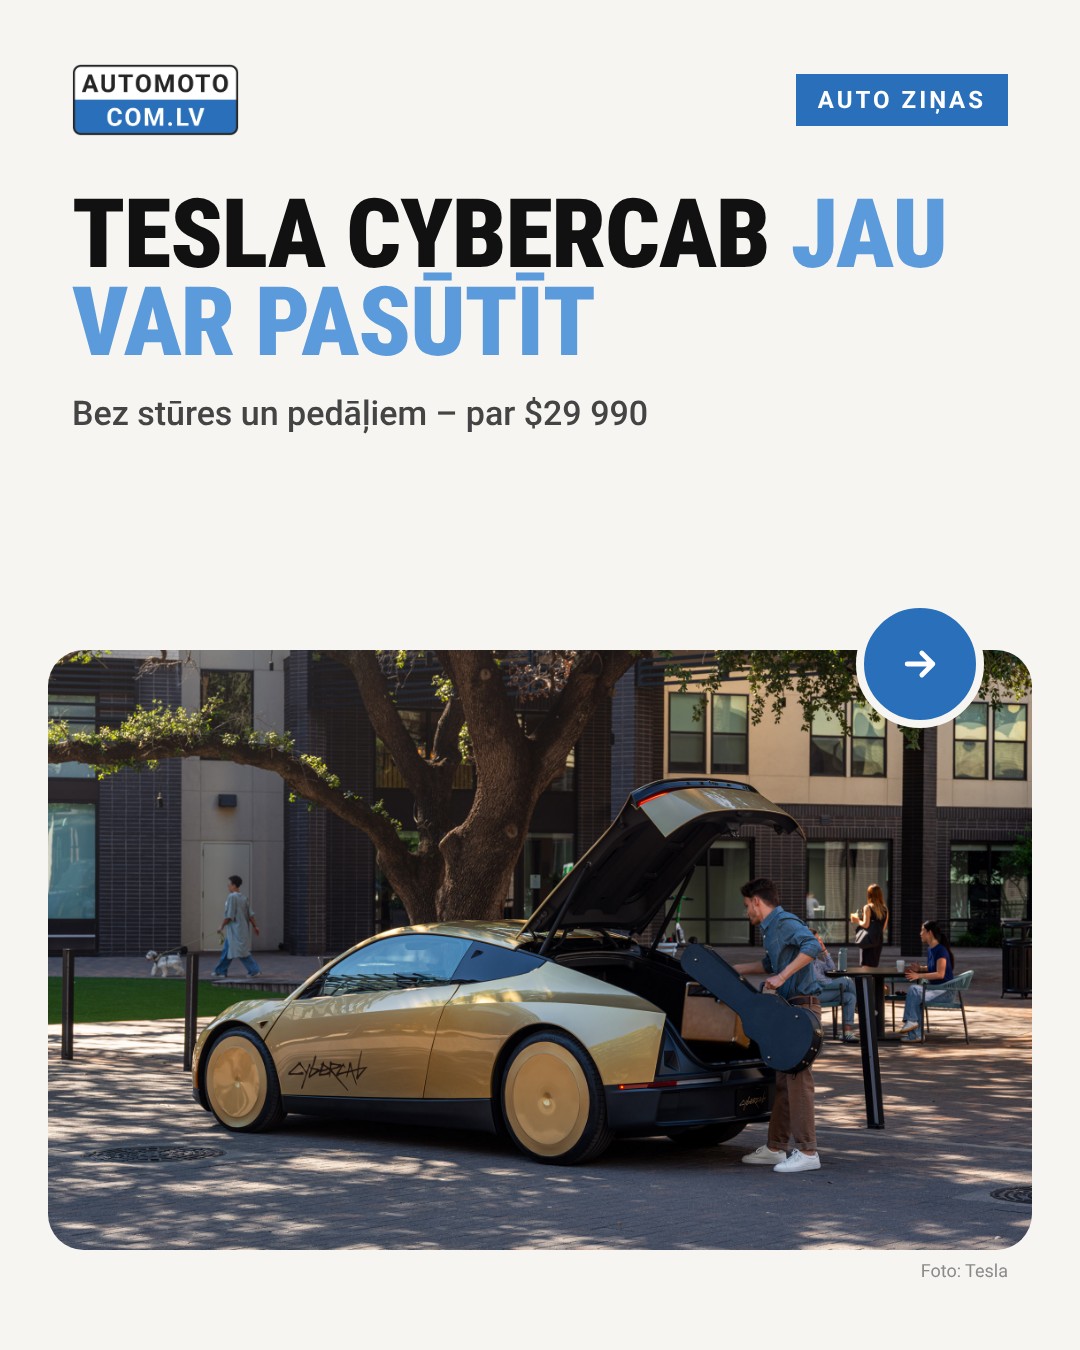 AUTOMOTO
COM.LV
AUTO ZIŅAS
TESLA CYBERCAB JAU
VAR PASŪTĪT
Bez stūres un pedāļiem – par $29 990
cybercab
Foto: Tesla